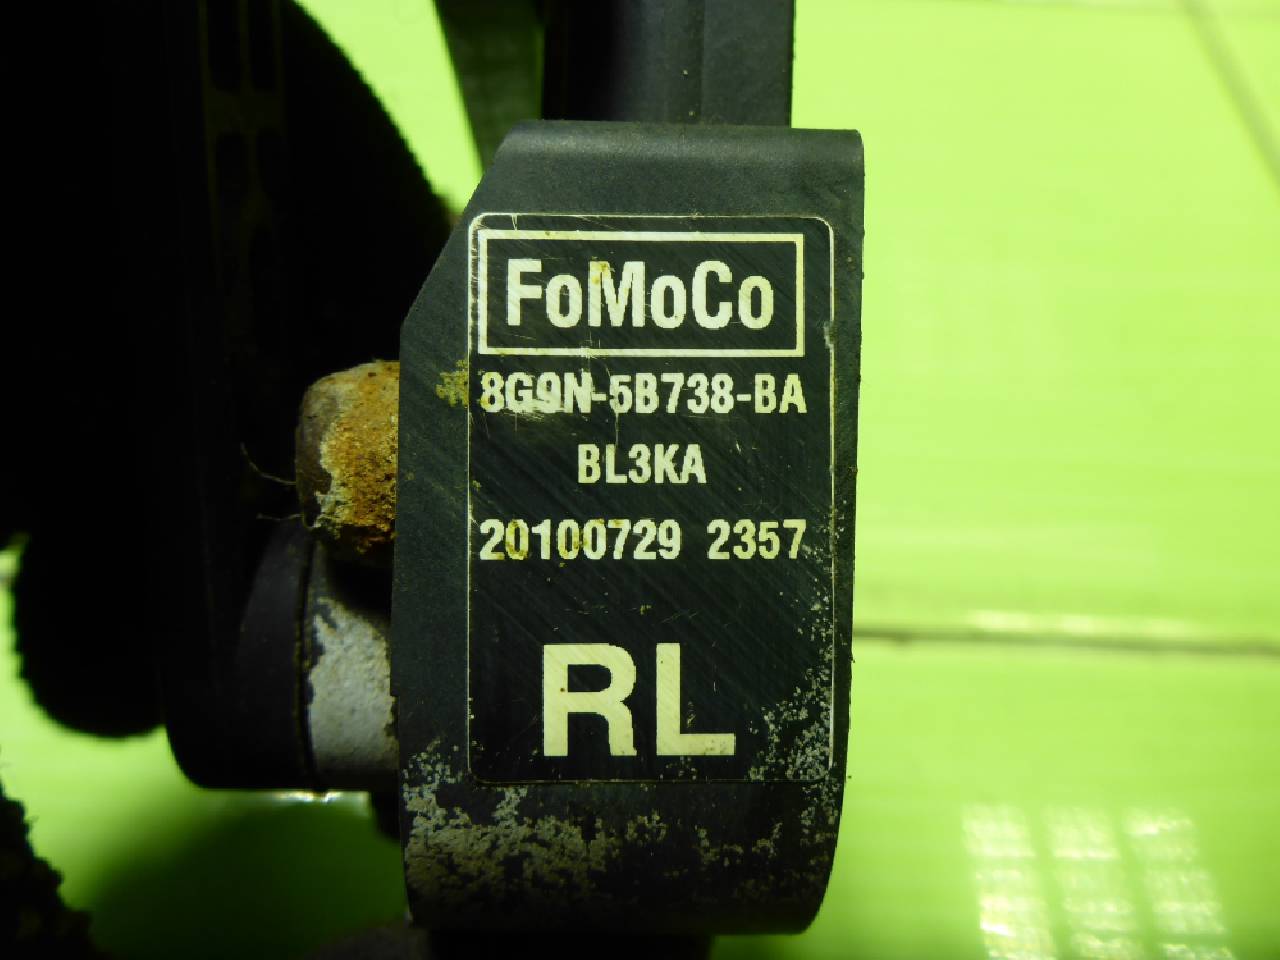 FoMoCo
8G9N-5B738-BA
BL3KA
20100729 2357
RL